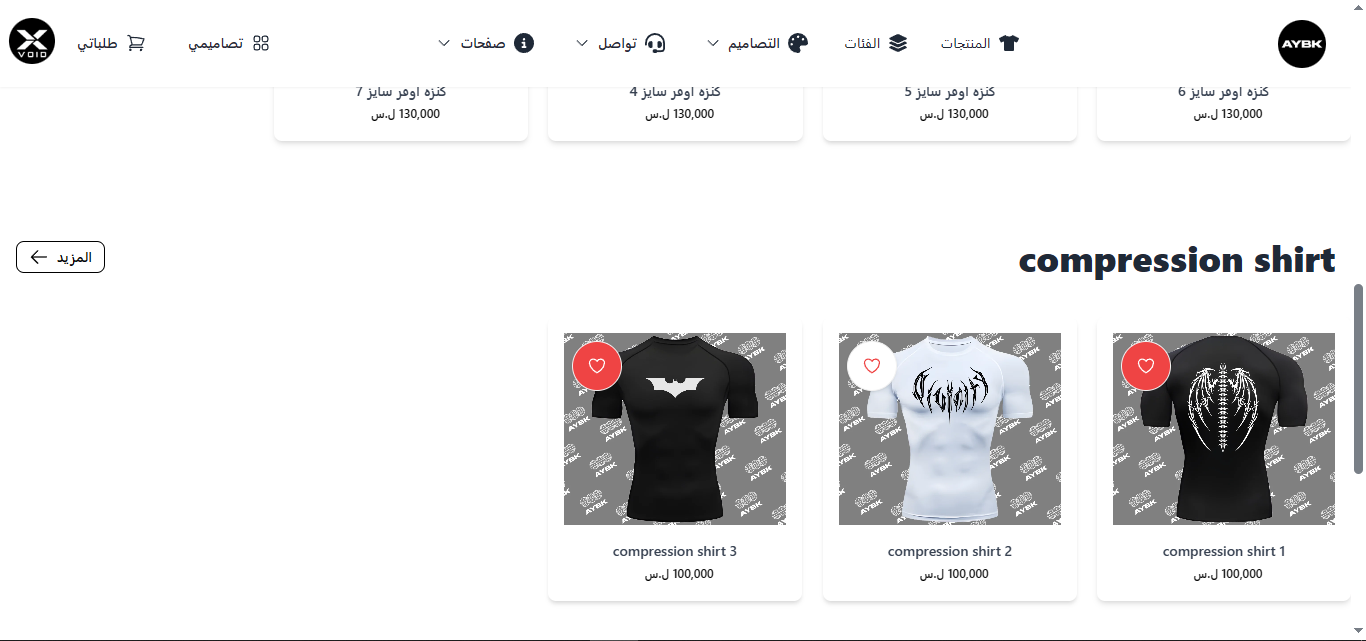 AYBK
المنتجات
الفئات
التصاميم
تواصل
صفحات
تصاميمي
طلباتي
VOID
كنزه اوفر سايز 6
130,000 ل.س
كنزه اوفر سايز 5
130,000 ل.س
كنزه اوفر سايز 4
130,000 ل.س
كنزه اوفر سايز 7
130,000 ل.س
compression shirt
المزيد
AYBK
compression shirt 1
100,000 ل.س
AYBK
compression shirt 2
100,000 ل.س
AYBK
compression shirt 3
100,000 ل.س